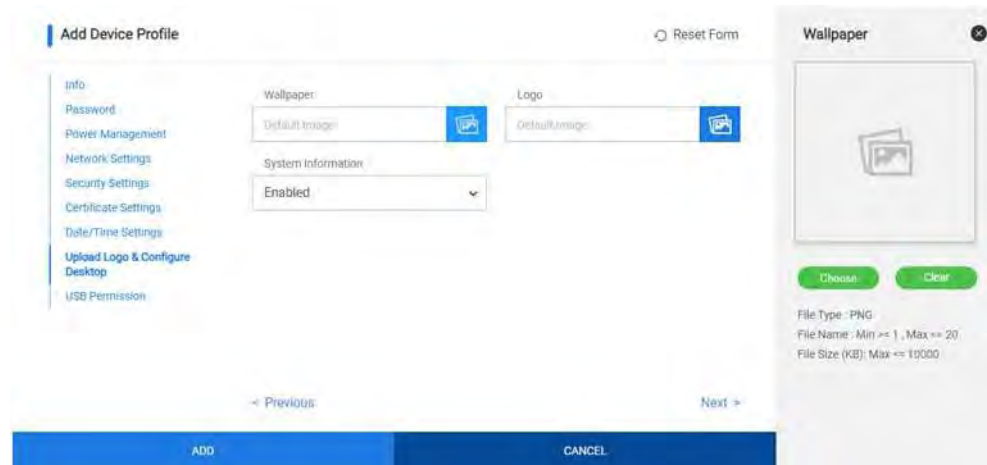 Add Device Profile
Reset Form
Info
Password
Power Management
Network Settings
Security Settings
Certificate Settings
Date/Time Settings
Upload Logo & Configure
Desktop
USB Permission
Wallpaper
Default Image
Logo
Default Image
System Information
Enabled
< Previous
Next >
ADD
CANCEL
Wallpaper
Choose
Clear
File Type : PNG
File Name : Min >= 1 , Max <= 20
File Size (KB): Max <= 10000